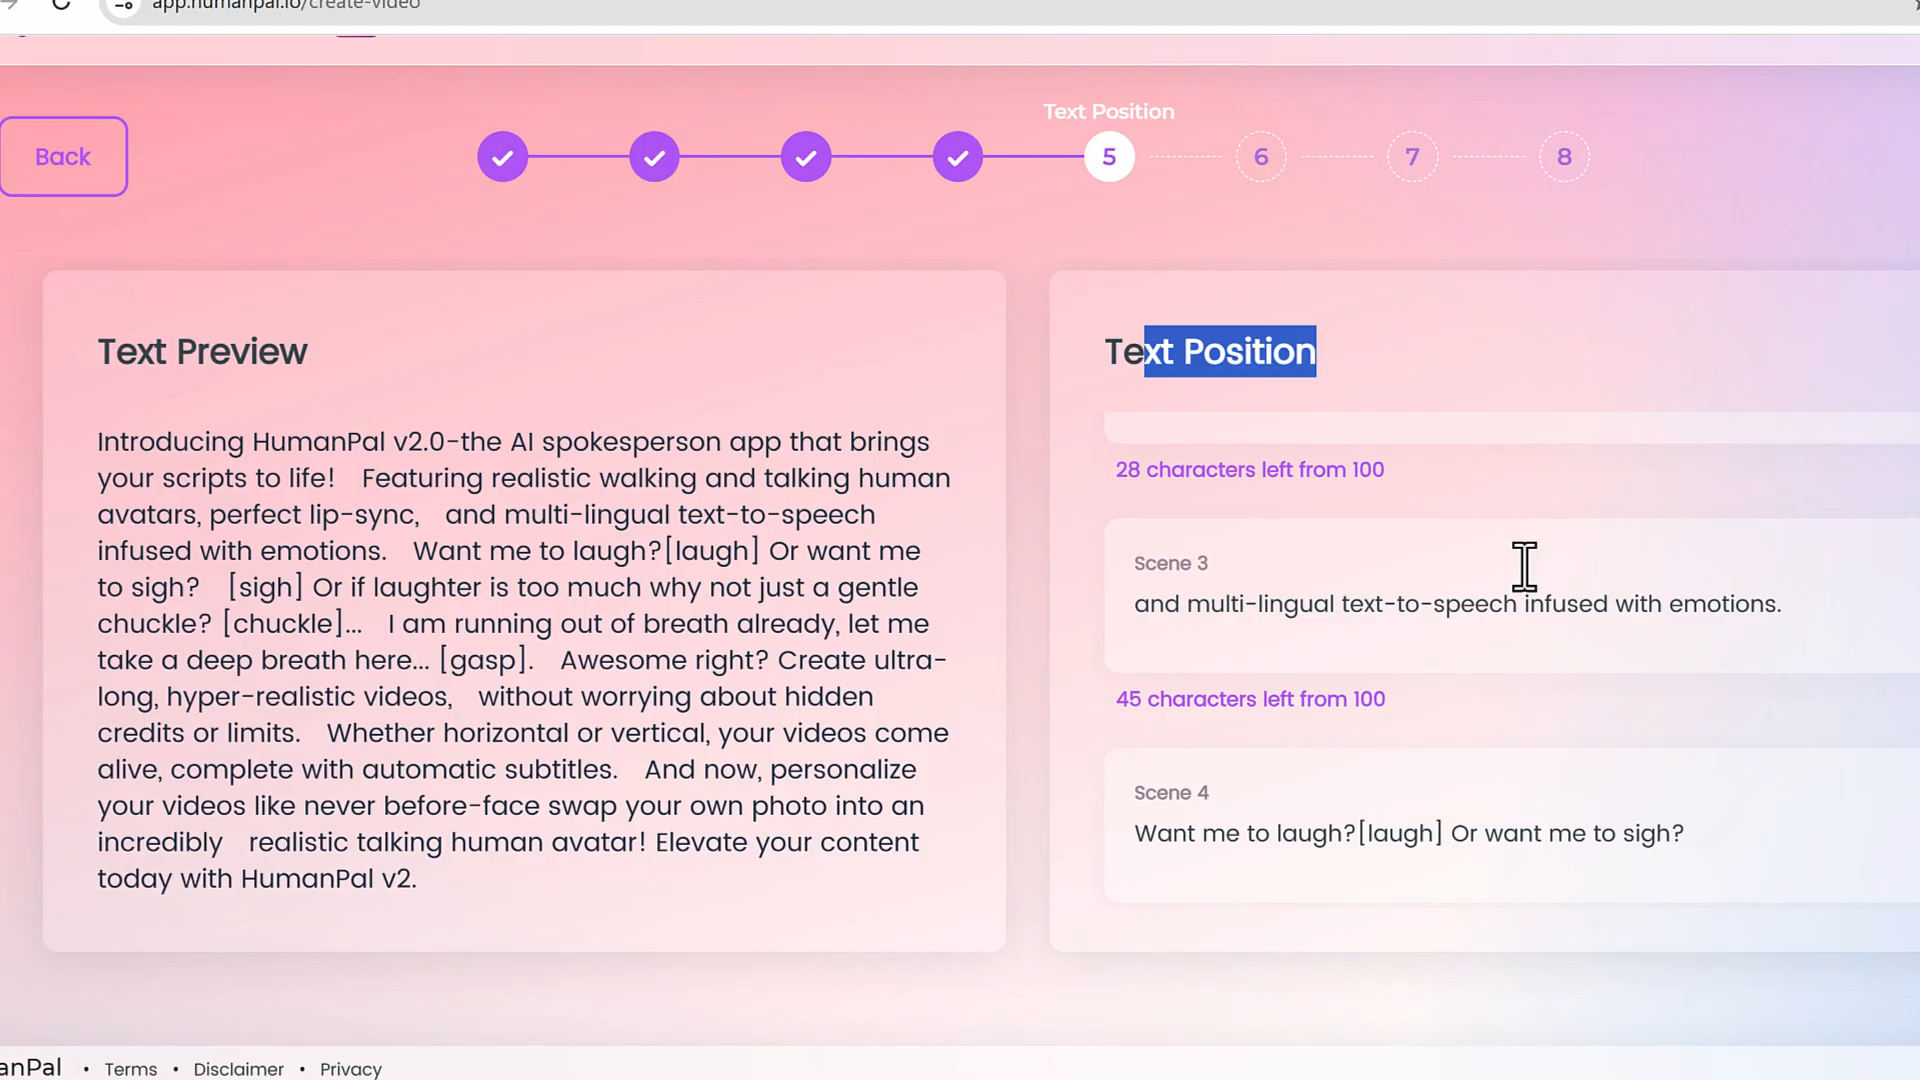 app.humanpal.io/create-video
Text Position
Back
5
6
7
8
Text Preview
Introducing HumanPal v2.0-the AI spokesperson app that brings
your scripts to life!   Featuring realistic walking and talking human
avatars, perfect lip-sync,   and multi-lingual text-to-speech
infused with emotions.   Want me to laugh?[laugh] Or want me
to sigh?   [sigh] Or if laughter is too much why not just a gentle
chuckle? [chuckle]...   I am running out of breath already, let me
take a deep breath here... [gasp].   Awesome right? Create ultra-
long, hyper-realistic videos,   without worrying about hidden
credits or limits.   Whether horizontal or vertical, your videos come
alive, complete with automatic subtitles.   And now, personalize
your videos like never before-face swap your own photo into an
incredibly   realistic talking human avatar! Elevate your content
today with HumanPal v2.
Text Position
28 characters left from 100
Scene 3
and multi-lingual text-to-speech infused with emotions.
45 characters left from 100
Scene 4
Want me to laugh?[laugh] Or want me to sigh?
anPal • Terms • Disclaimer • Privacy